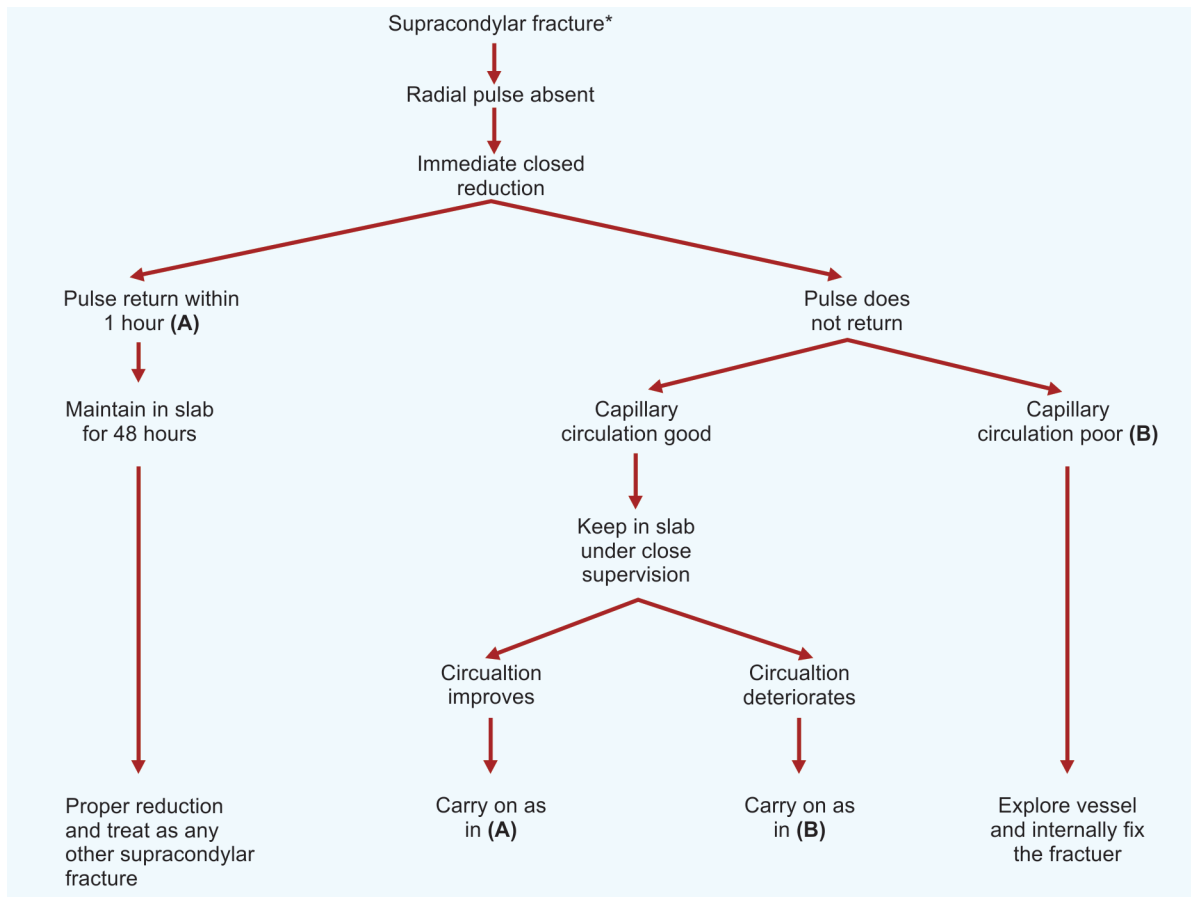 Supracondylar fracture*
Radial pulse absent
Immediate closed
reduction
Pulse return within
1 hour (A)
Pulse does
not return
Maintain in slab
for 48 hours
Capillary
circulation good
Capillary
circulation poor (B)
Keep in slab
under close
supervision
Circualtion
improves
Circualtion
deteriorates
Proper reduction
and treat as any
other supracondylar
fracture
Carry on as
in (A)
Carry on as
in (B)
Explore vessel
and internally fix
the fractuer